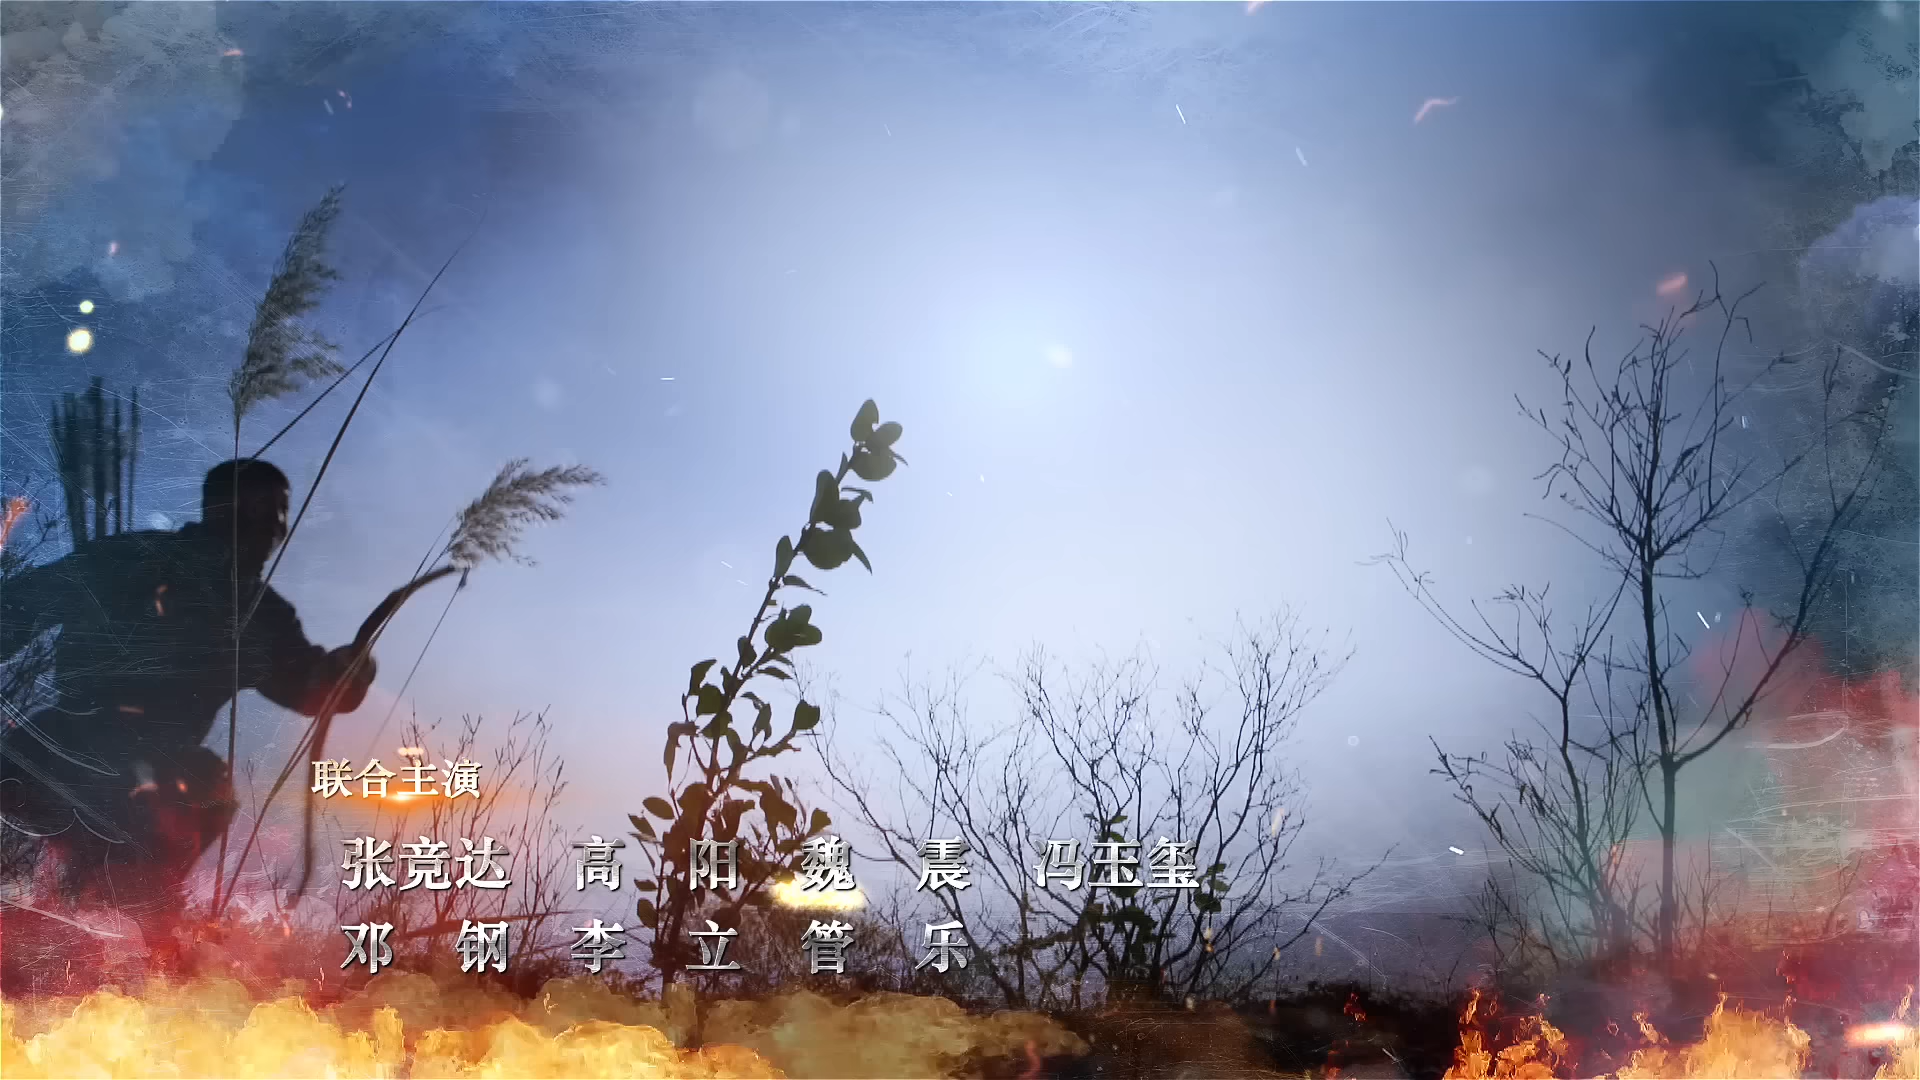 联合主演
张竞达 高 阳 魏 震 冯玉玺
邓 钢 李 立 管 乐